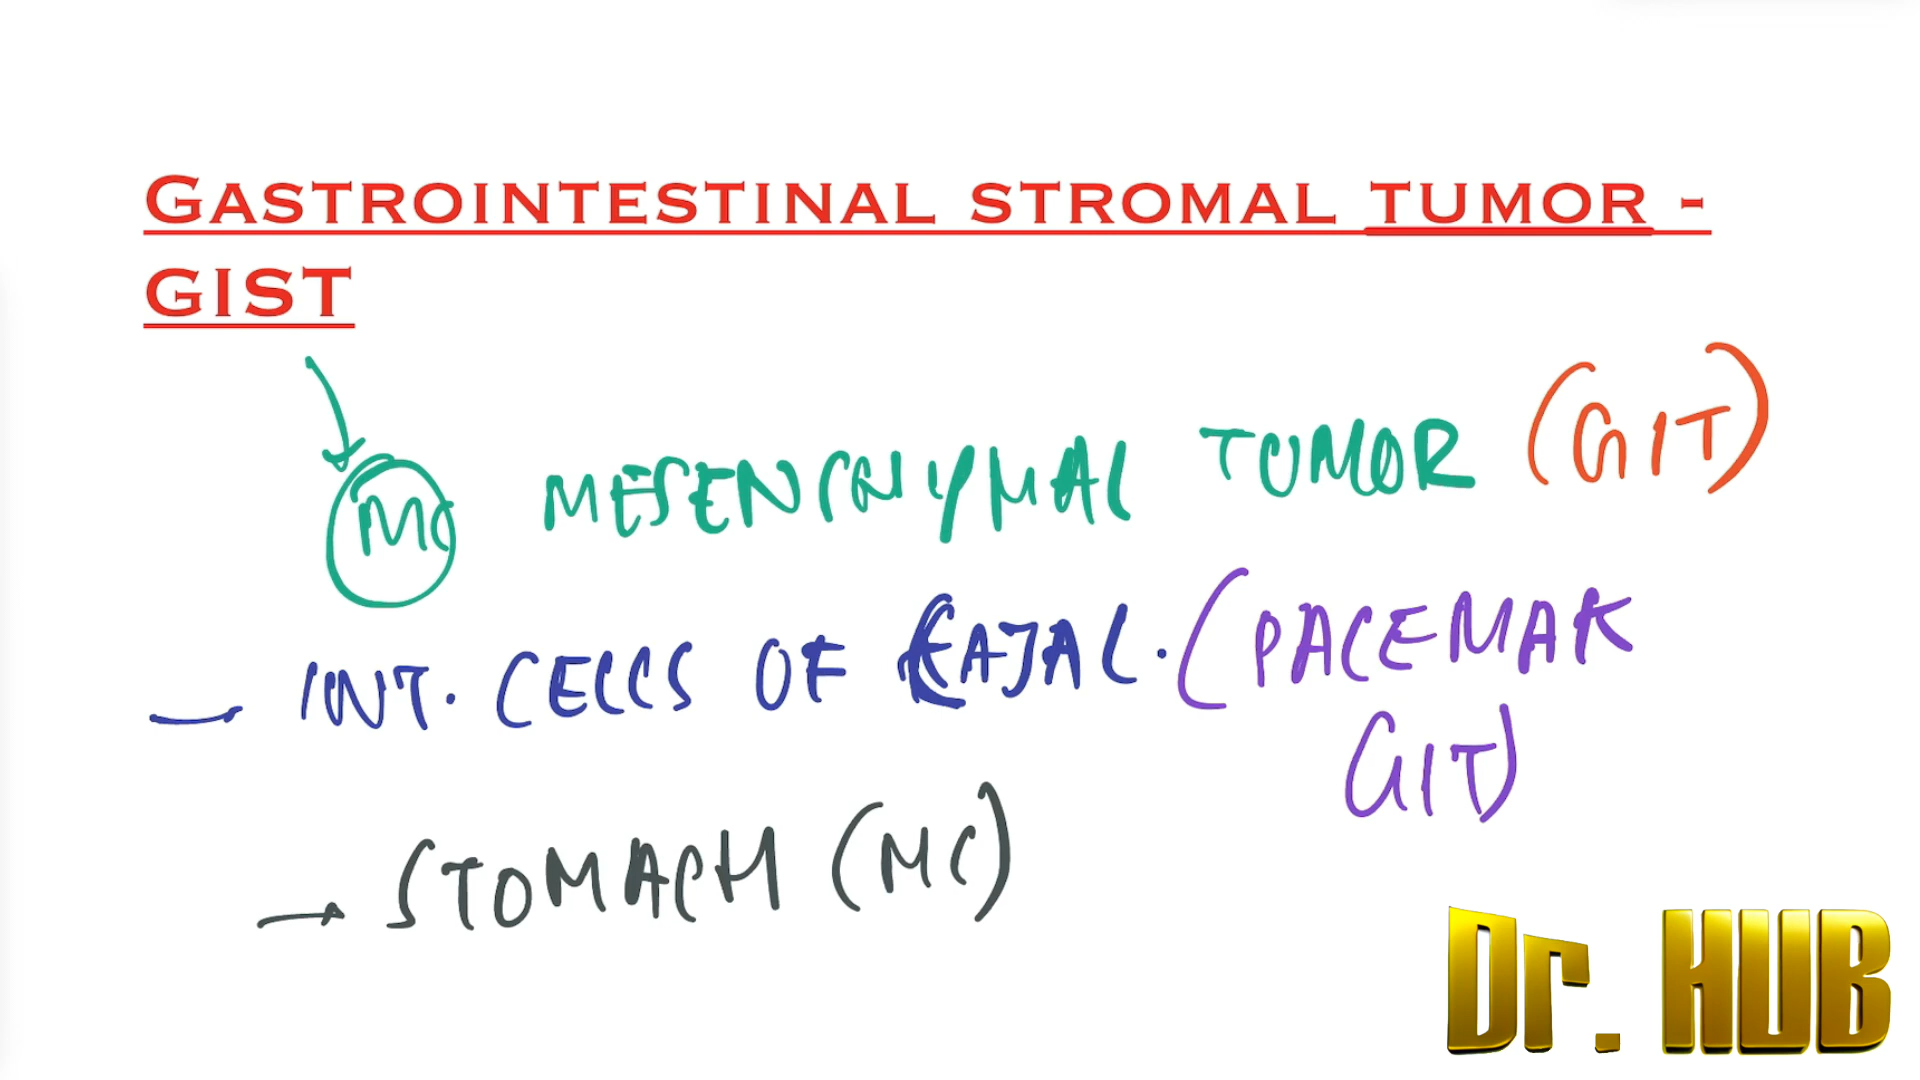 GASTROINTESTINAL STROMAL TUMOR -
GIST
MC MESENCHYMAL TUMOR (GIT)
INT. CELLS OF CAJAL. (PACEMAK
GIT)
→ STOMACH (MC)
Dr. HUB